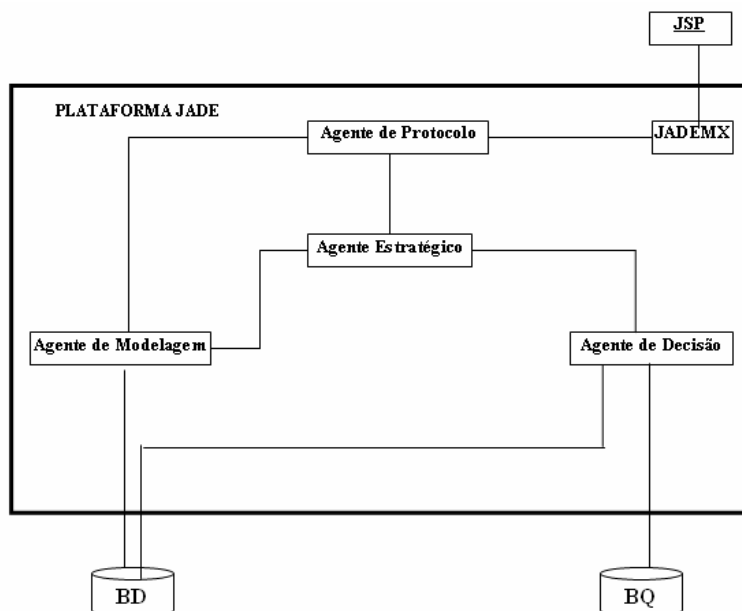 JSP
PLATAFORMA JADE
Agente de Protocolo
JADEMX
Agente Estratégico
Agente de Modelagem
Agente de Decisão
BD
BQ